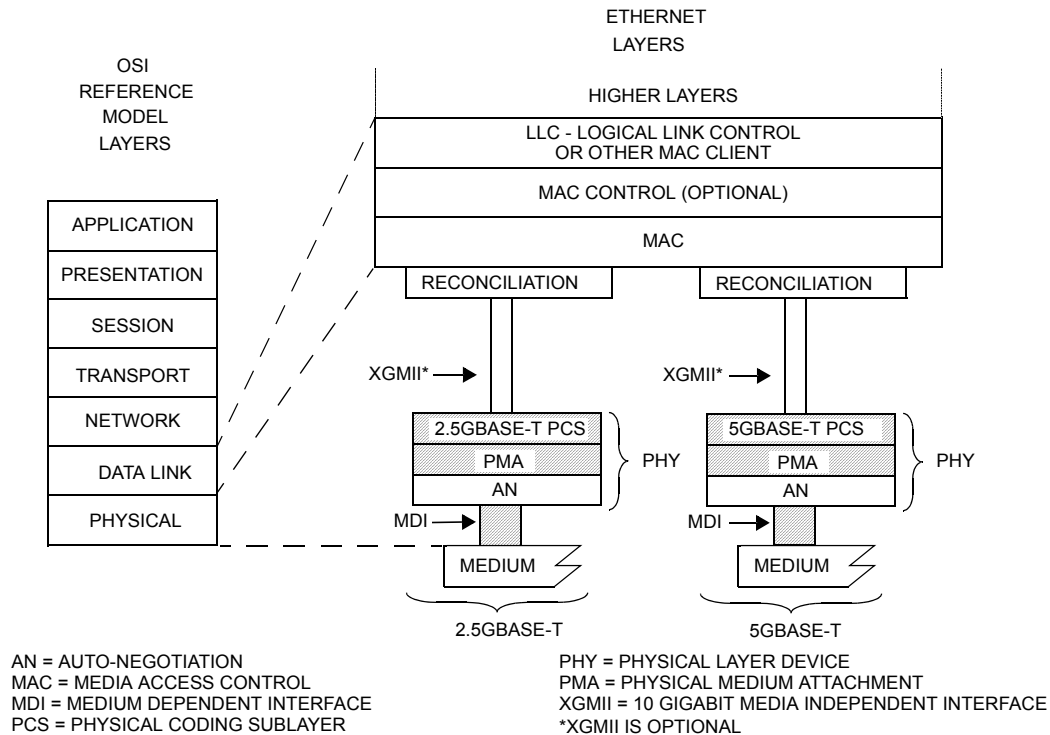 ETHERNET
LAYERS
OSI
REFERENCE
MODEL
LAYERS
HIGHER LAYERS
LLC - LOGICAL LINK CONTROL
OR OTHER MAC CLIENT
MAC CONTROL (OPTIONAL)
MAC
RECONCILIATION
RECONCILIATION
APPLICATION
PRESENTATION
SESSION
TRANSPORT
NETWORK
DATA LINK
PHYSICAL
XGMII*
XGMII*
2.5GBASE-T PCS
PMA
AN
PHY
5GBASE-T PCS
PMA
AN
PHY
MDI
MDI
MEDIUM
MEDIUM
2.5GBASE-T
5GBASE-T
AN = AUTO-NEGOTIATION
MAC = MEDIA ACCESS CONTROL
MDI = MEDIUM DEPENDENT INTERFACE
PCS = PHYSICAL CODING SUBLAYER
PHY = PHYSICAL LAYER DEVICE
PMA = PHYSICAL MEDIUM ATTACHMENT
XGMII = 10 GIGABIT MEDIA INDEPENDENT INTERFACE
*XGMII IS OPTIONAL